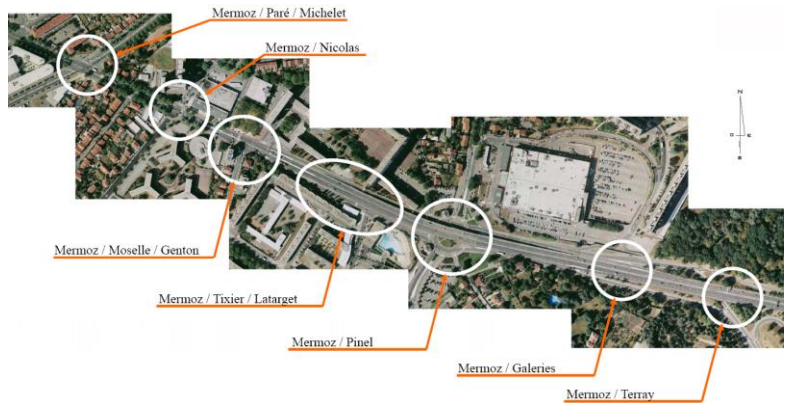 Mermoz / Paré / Michelet
Mermoz / Nicolas
N
Mermoz / Moselle / Genton
Mermoz / Tixier / Latarget
Mermoz / Pinel
Mermoz / Galeries
Mermoz / Terray